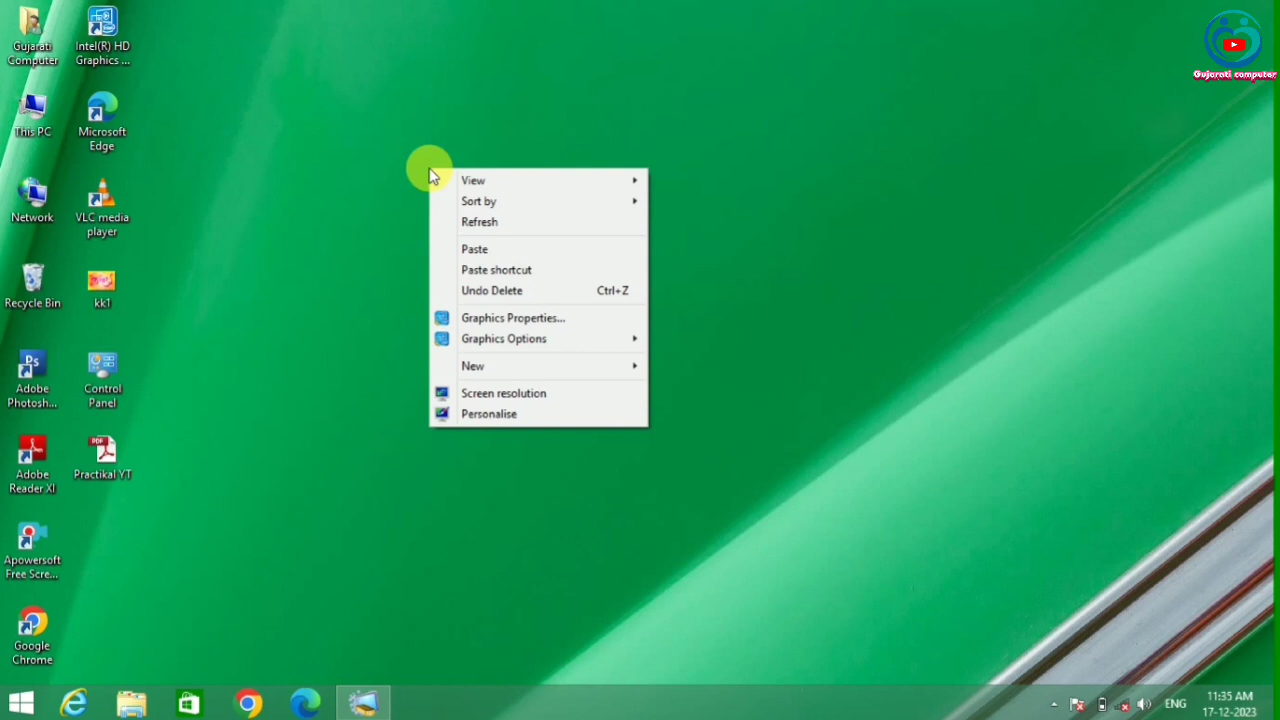 Gujarati
Computer
Intel(R) HD
Graphics ...
This PC
Microsoft
Edge
Network
VLC media
player
Recycle Bin
kk1
Adobe
Photosh...
Control
Panel
Adobe
Reader XI
Practikal YT
Apowersoft
Free Scre...
Google
Chrome
View
Sort by
Refresh
Paste
Paste shortcut
Undo Delete Ctrl+Z
Graphics Properties...
Graphics Options
New
Screen resolution
Personalise
Gujarati computer
Ds
PDF
ENG
11:35 AM
17-12-2023